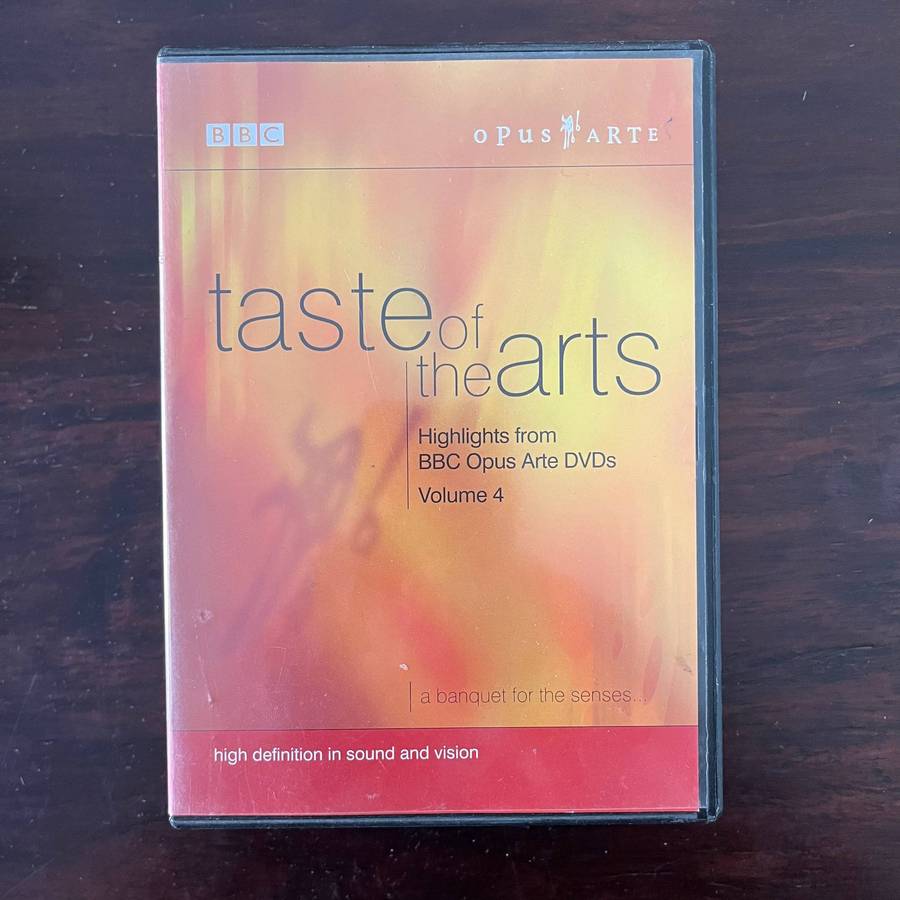 BBC
OPUS ARTE
taste of
the arts
Highlights from
BBC Opus Arte DVDs
Volume 4
a banquet for the senses...
high definition in sound and vision